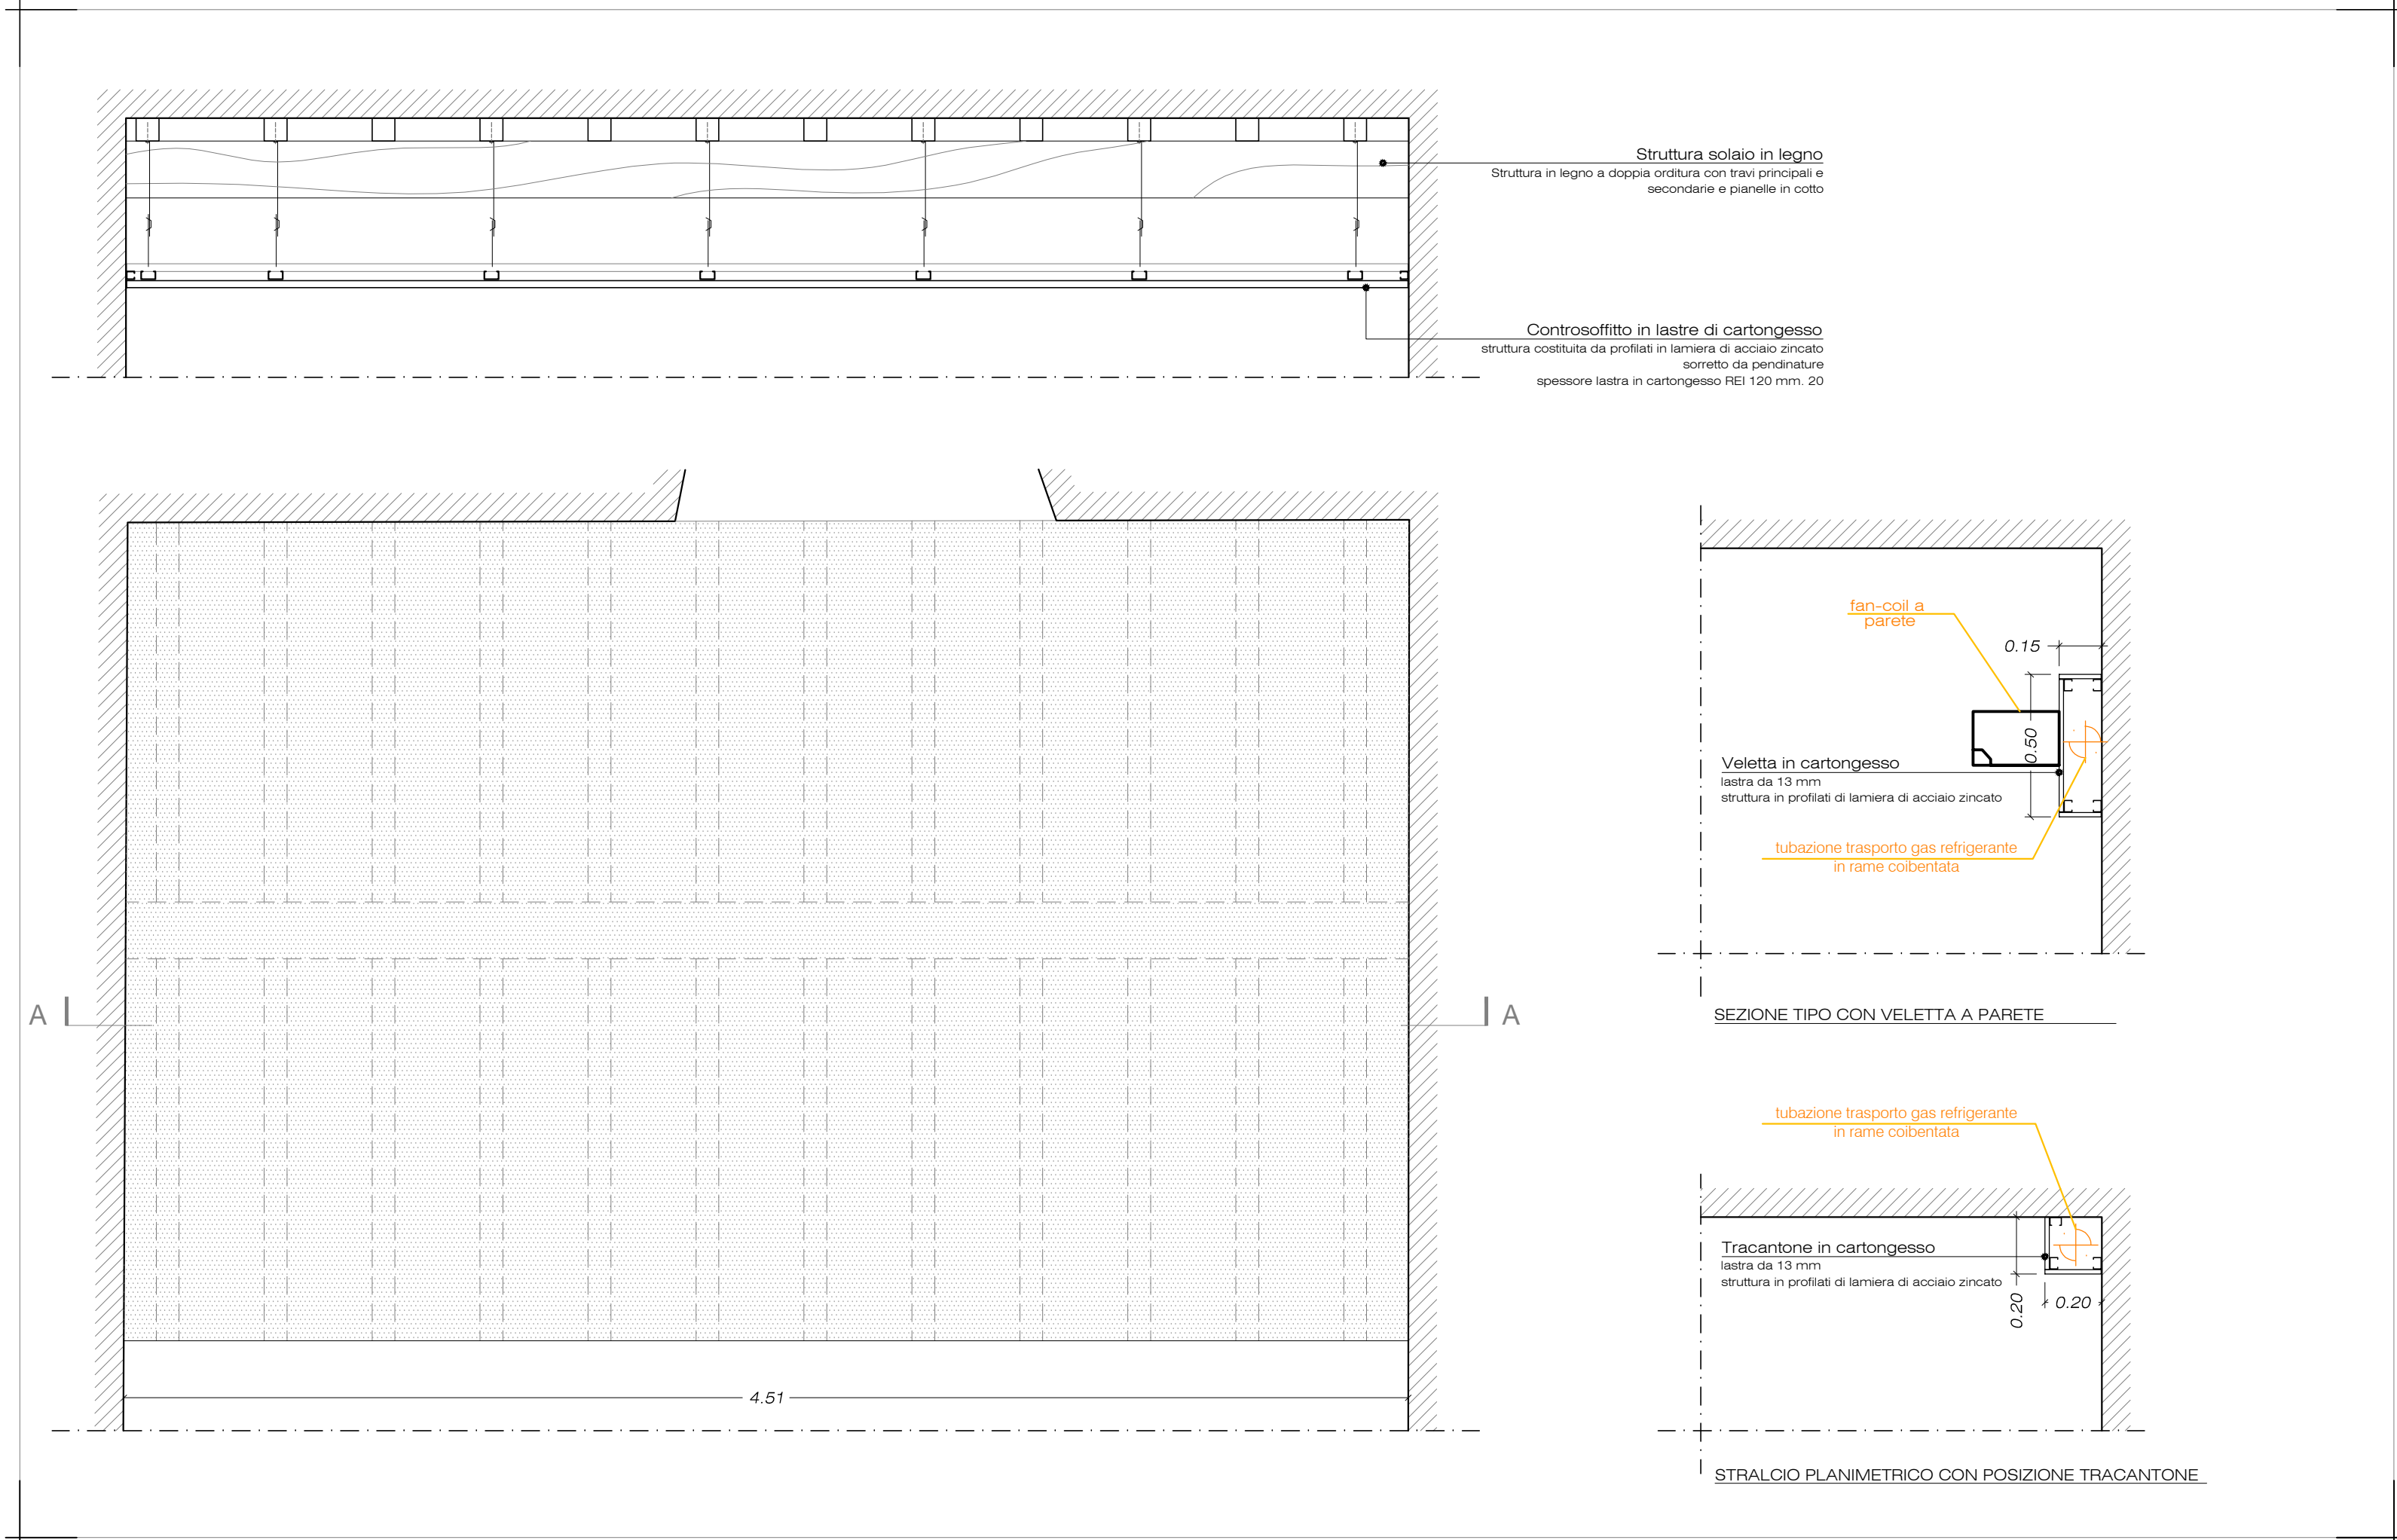 Struttura solaio in legno
Struttura in legno a doppia orditura con travi principali e
secondarie e pianelle in cotto
Controsoffitto in lastre di cartongesso
struttura costituita da profilati in lamiera di acciaio zincato
sorretto da pendinature
spessore lastra in cartongesso REI 120 mm. 20
A
A
4.51
fan-coil a
parete
0.15
0.50
Veletta in cartongesso
lastra da 13 mm
struttura in profilati di lamiera di acciaio zincato
tubazione trasporto gas refrigerante
in rame coibentata
SEZIONE TIPO CON VELETTA A PARETE
tubazione trasporto gas refrigerante
in rame coibentata
Tracantone in cartongesso
lastra da 13 mm
struttura in profilati di lamiera di acciaio zincato
0.20
0.20
STRALCIO PLANIMETRICO CON POSIZIONE TRACANTONE